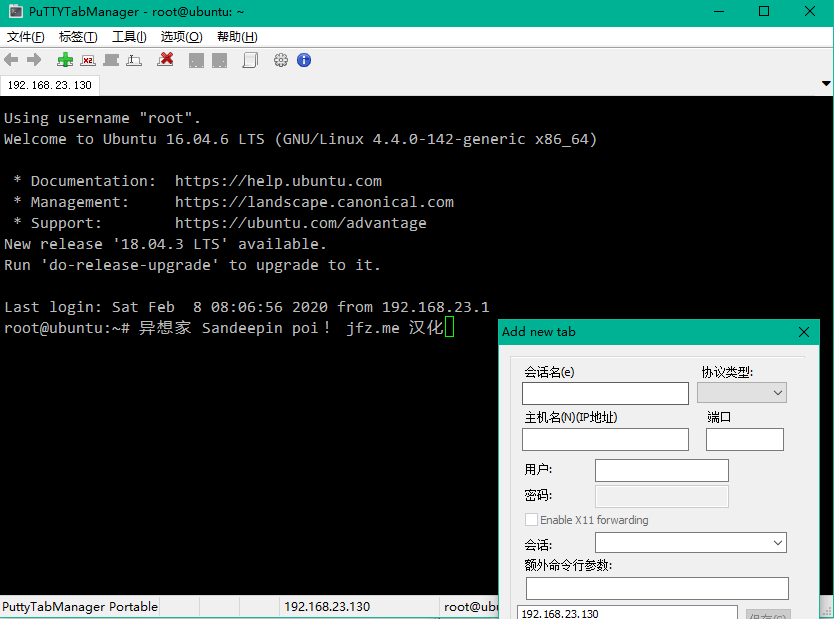 PuTTYTabManager - root@ubuntu: ~
文件(F) 标签(T) 工具(I) 选项(O) 帮助(H)
192.168.23.130
Using username "root".
Welcome to Ubuntu 16.04.6 LTS (GNU/Linux 4.4.0-142-generic x86_64)
* Documentation: https://help.ubuntu.com
* Management: https://landscape.canonical.com
* Support: https://ubuntu.com/advantage
New release '18.04.3 LTS' available.
Run 'do-release-upgrade' to upgrade to it.
Last login: Sat Feb 8 08:06:56 2020 from 192.168.23.1
root@ubuntu:~# 异想家 Sandeepin poi！ jfz.me 汉化
Add new tab
会话名(e) 协议类型:
主机名(N)(IP地址) 端口
用户:
密码:
Enable X11 forwarding
会话:
额外命令行参数:
192.168.23.130 保存(S)
PuttyTabManager Portable 192.168.23.130 root@ubu